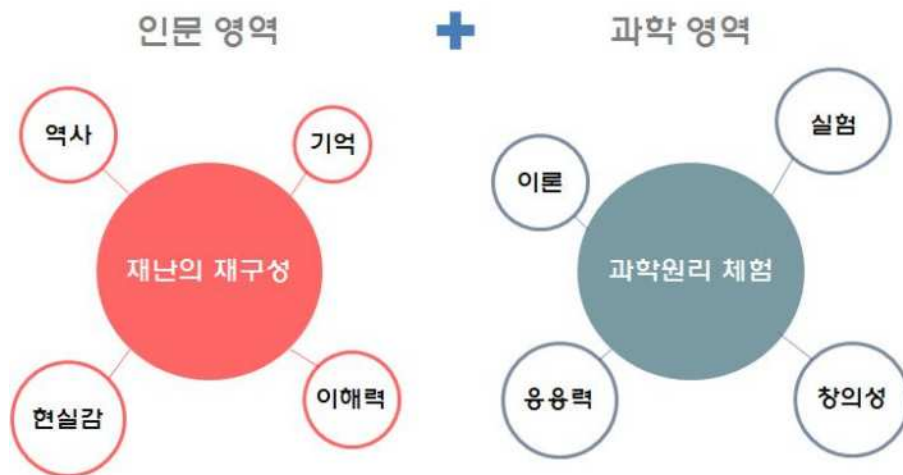 인문 영역
+
과학 영역
역사
기억
재난의 재구성
현실감
이해력
실험
이론
과학원리 체험
응용력
창의성